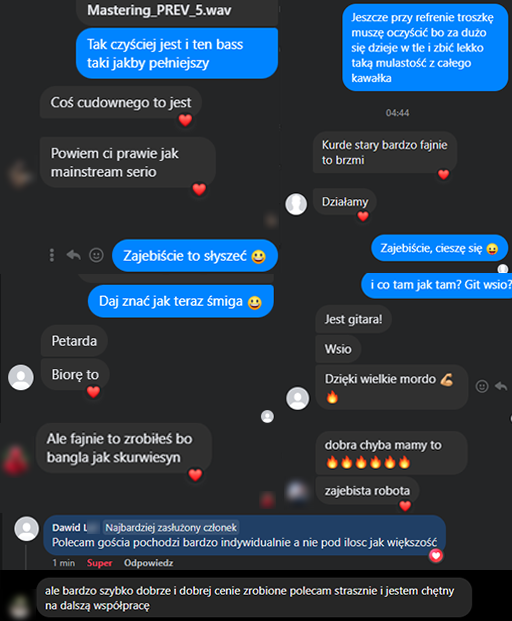 Mastering_PREV_5.wav
Tak czyściej jest i ten bass
taki jakby pełniejszy
Coś cudownego to jest
Powiem ci prawie jak
mainstream serio
Zajebiście to słyszeć
Daj znać jak teraz śmiga
Petarda
Biorę to
Ale fajnie to zrobiłeś bo
bangla jak skurwiesyn
Jeszcze przy refrenie troszkę
muszę oczyścić bo za dużo
się dzieje w tle i zbić lekko
taką mulastość z całego
kawałka
04:44
Kurde stary bardzo fajnie
to brzmi
Działamy
Zajebiście, cieszę się
i co tam jak tam? Git wsio?
Jest gitara!
Wsio
Dzięki wielkie mordo
dobra chyba mamy to
zajebista robota
Dawid Najbardziej zasłużony członek
Polecam gościa pochodzi bardzo indywidualnie a nie pod ilosc jak większość
1 min Super Odpowiedz
ale bardzo szybko dobrze i dobrej cenie zrobione polecam strasznie i jestem chętny
na dalszą współpracę